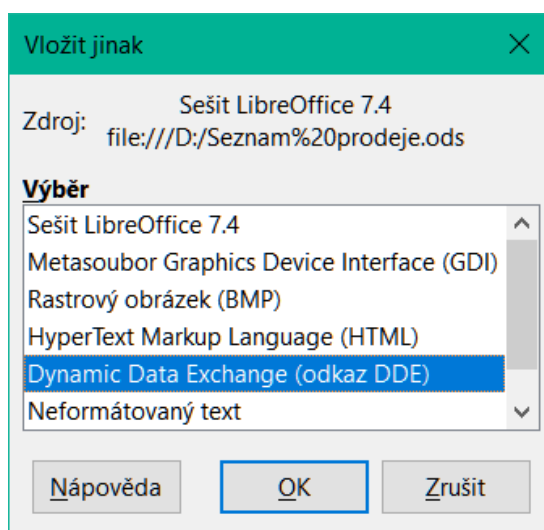 Vložit jinak
Zdroj:
Sešit LibreOffice 7.4
file:///D:/Seznam%20prodeje.ods
Výběr
Sešit LibreOffice 7.4
Metasoubor Graphics Device Interface (GDI)
Rastrový obrázek (BMP)
HyperText Markup Language (HTML)
Dynamic Data Exchange (odkaz DDE)
Neformátovaný text
Nápověda
OK
Zrušit